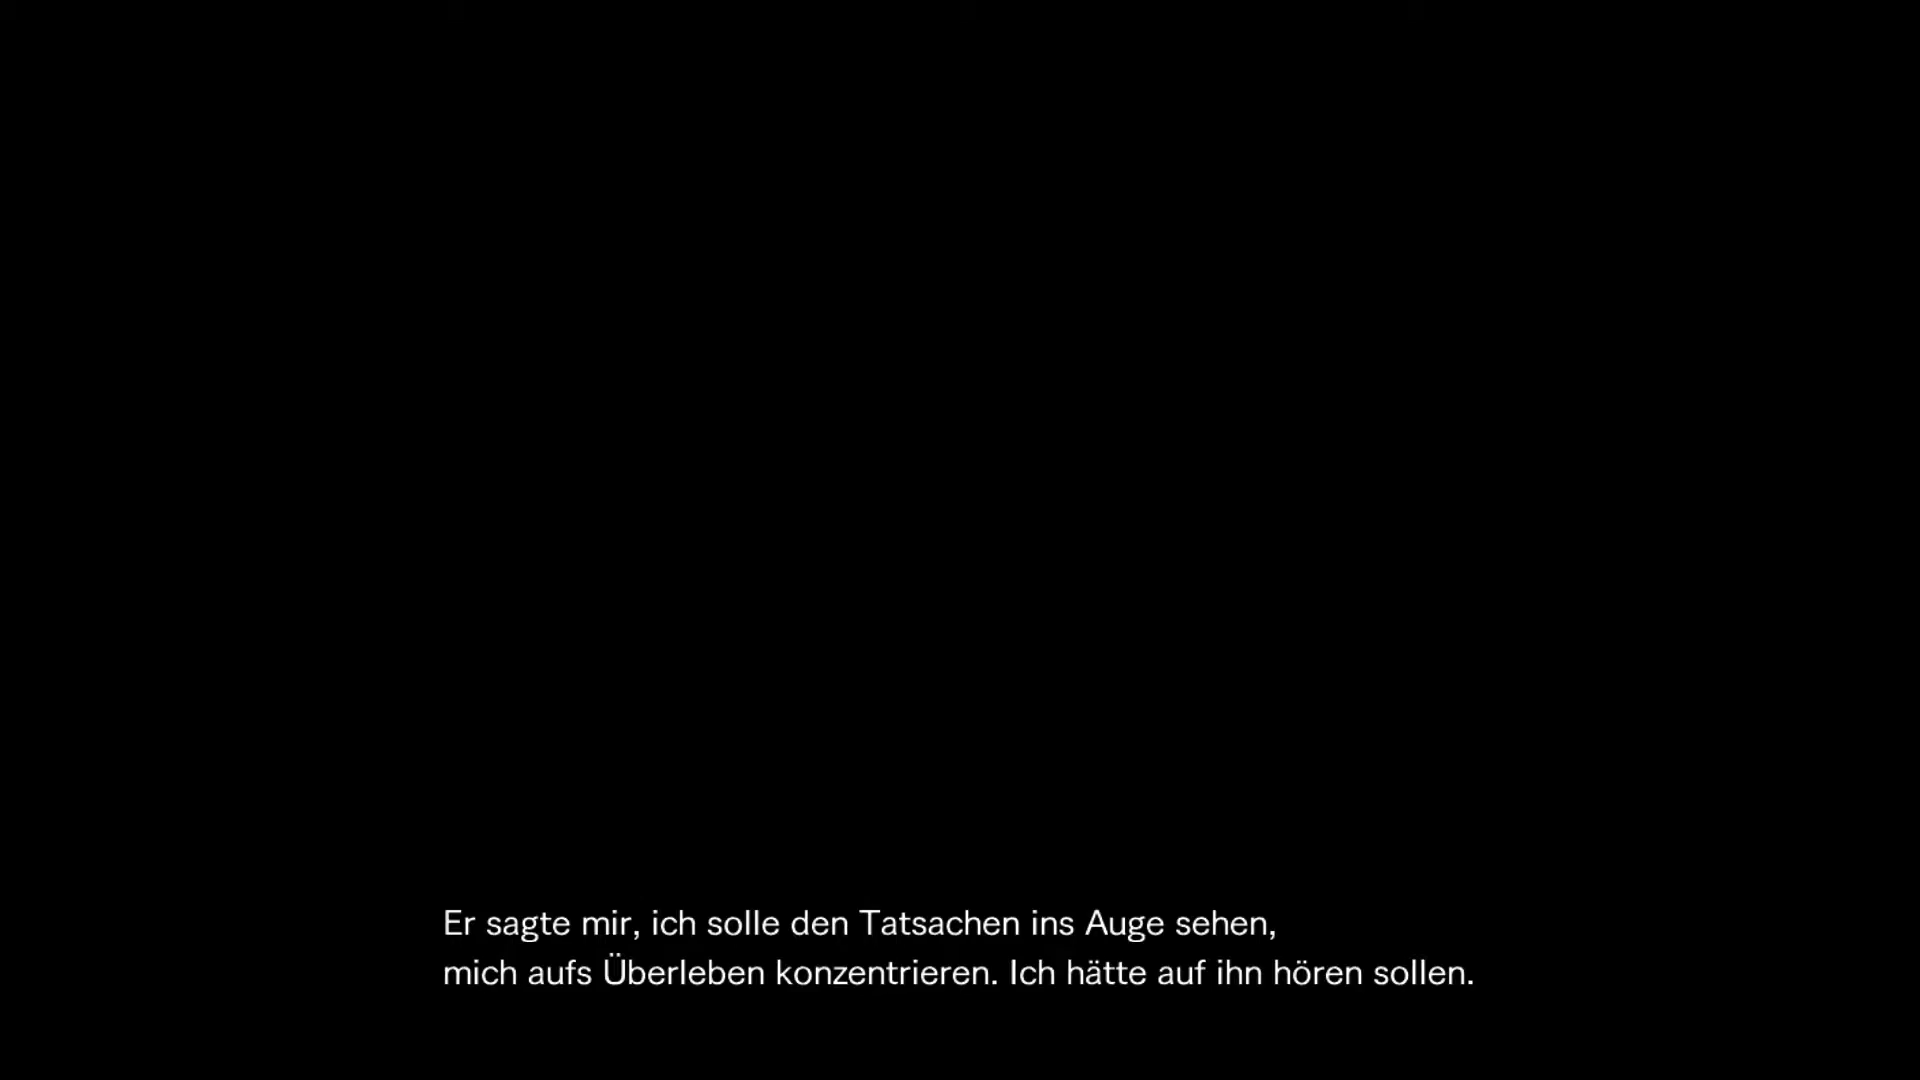 Er sagte mir, ich solle den Tatsachen ins Auge sehen,
mich aufs Überleben konzentrieren. Ich hätte auf ihn hören sollen.